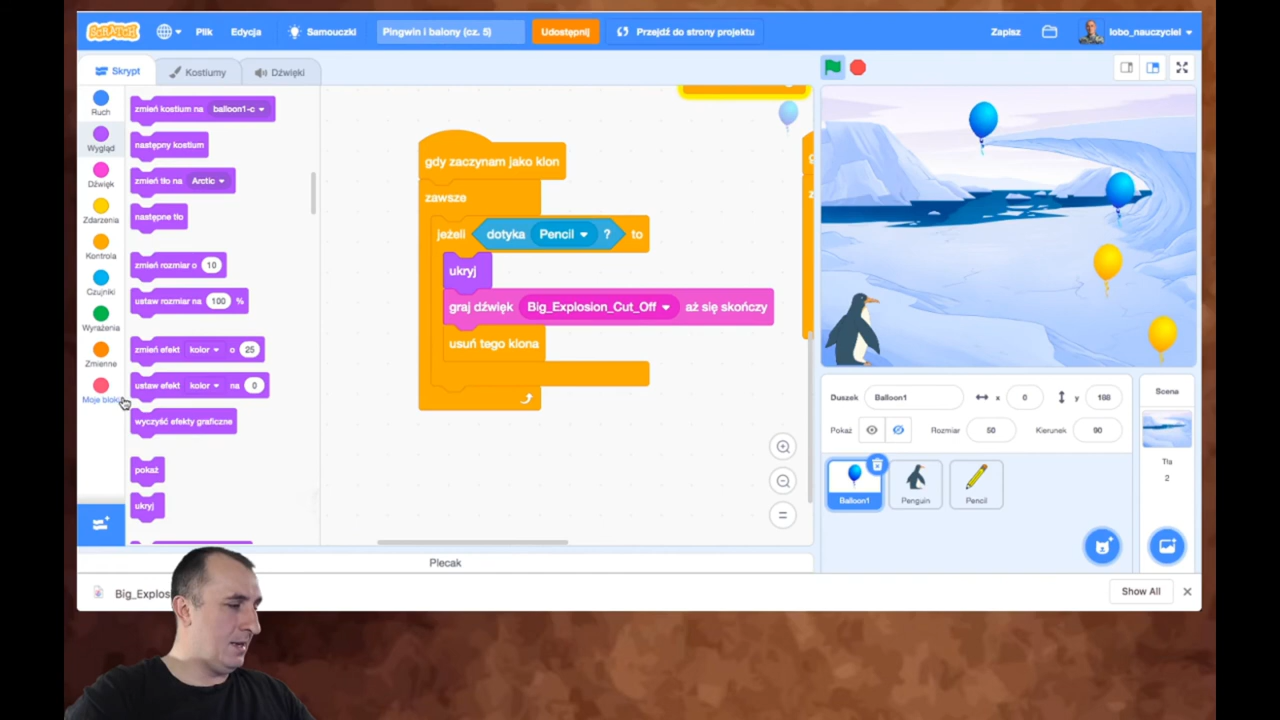 SCRATCH
Plik
Edycja
Samouczki
Pingwin i balony (cz. 5)
Udostępnij
Przejdź do strony projektu
Zapisz
lobo_nauczyciel
Skrypt
Kostiumy
Dźwięki
Ruch
Wygląd
Dźwięk
Zdarzenia
Kontrola
Czujniki
Wyrażenia
Zmienne
Moje bloki
zmień kostium na balloon1-c
następny kostium
zmień tło na Arctic
następne tło
zmień rozmiar o 10
ustaw rozmiar na 100 %
zmień efekt kolor o 25
ustaw efekt kolor na 0
wyczyść efekty graficzne
pokaż
ukryj
gdy zaczynam jako klon
zawsze
jeżeli dotyka Pencil ? to
ukryj
graj dźwięk Big_Explosion_Cut_Off aż się skończy
usuń tego klona
Duszek Balloon1 x 0 y 188
Pokaż Rozmiar 50 Kierunek 90
Balloon1
Penguin
Pencil
Scena
Tła
2
Plecak
Big_Explos
Show All